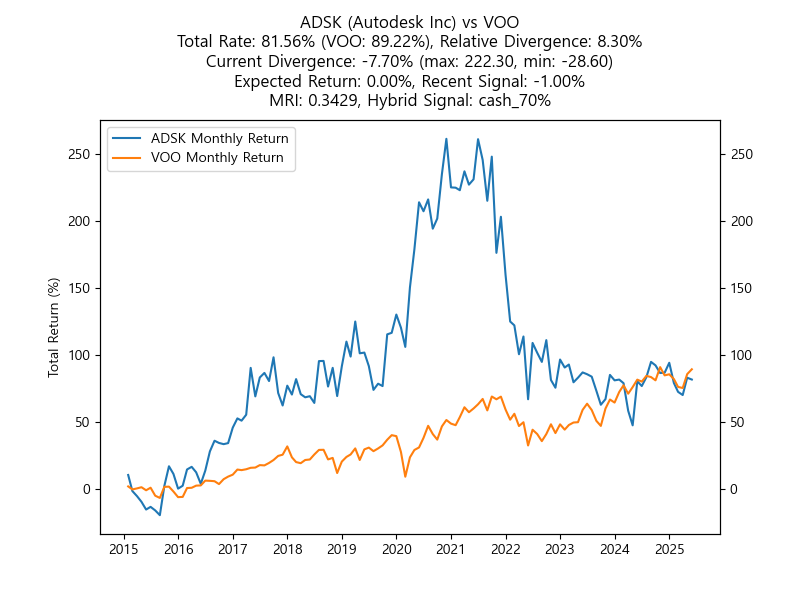 ADSK (Autodesk Inc) vs VOO
Total Rate: 81.56% (VOO: 89.22%), Relative Divergence: 8.30%
Current Divergence: -7.70% (max: 222.30, min: -28.60)
Expected Return: 0.00%, Recent Signal: -1.00%
MRI: 0.3429, Hybrid Signal: cash_70%
ADSK Monthly Return
VOO Monthly Return
Total Return (%)
250
200
150
100
50
0
250
200
150
100
50
0
2015 2016 2017 2018 2019 2020 2021 2022 2023 2024 2025